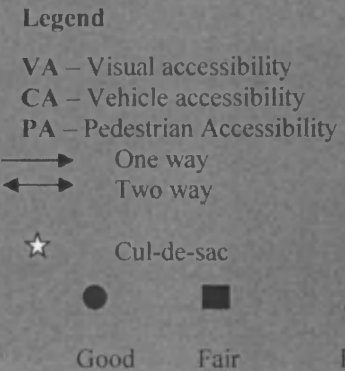 Legend
VA – Visual accessibility
CA – Vehicle accessibility
PA – Pedestrian Accessibility
One way
Two way
Cul-de-sac
Good Fair